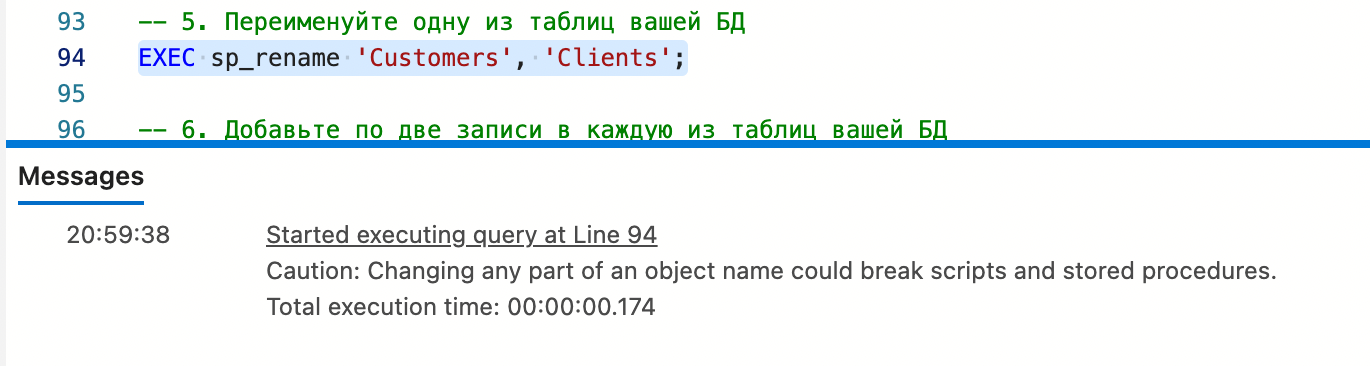 93 -- 5. Переименуйте одну из таблиц вашей БД
94 EXEC sp_rename 'Customers', 'Clients';
95
96 -- 6. Добавьте по две записи в каждую из таблиц вашей БД
Messages
20:59:38 Started executing query at Line 94
Caution: Changing any part of an object name could break scripts and stored procedures.
Total execution time: 00:00:00.174